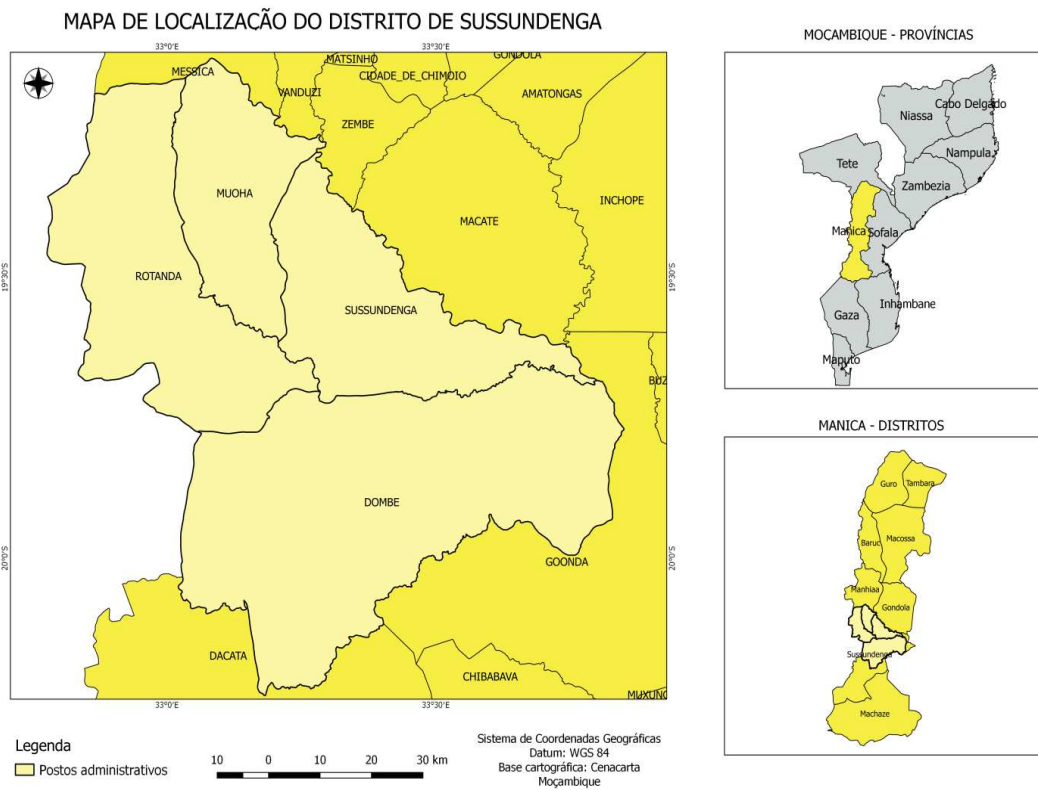 MAPA DE LOCALIZAÇÃO DO DISTRITO DE SUSSUNDENGA
33°0'E
33°30'E
MESSICA
VANDUZI
MATSINHO
CIDADE_DE_CHIMOIO
GONDOLA
AMATONGAS
ZEMBE
MUOHA
MACATE
INCHOPE
19°30'S
19°30'S
ROTANDA
SUSSUNDENGA
BUZ
DOMBE
20°0'S
20°0'S
GOONDA
DACATA
CHIBABAVA
MUXUNG
33°0'E
33°30'E
Legenda
Postos administrativos
10 0 10 20 30 km
Sistema de Coordenadas Geográficas
Datum: WGS 84
Base cartográfica: Cenacarta
Moçambique
MOCAMBIQUE - PROVÍNCIAS
Cabo Delgado
Niassa
Nampula
Tete
Zambezia
Manica
Sofala
Inhambane
Gaza
Maputo
MANICA - DISTRITOS
Guro
Tambara
Baruc
Macossa
Manhiaa
Gondola
Sussundenga
Machaze